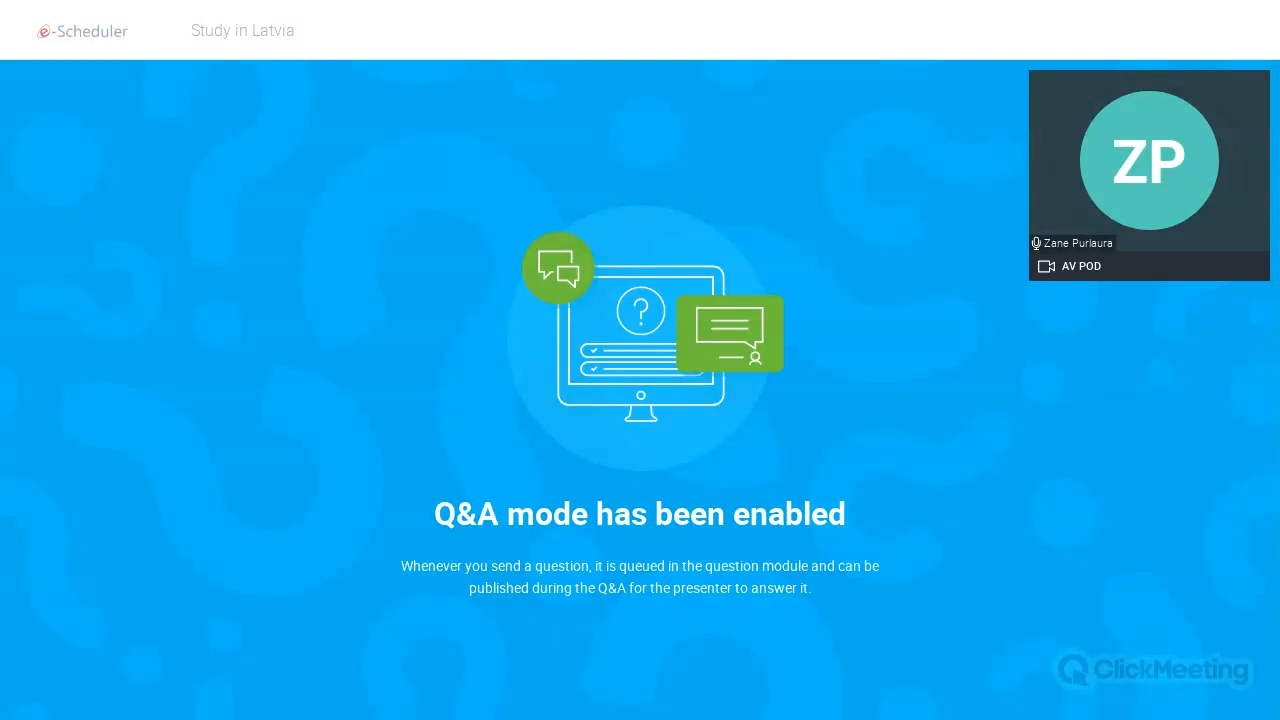 e-Scheduler
Study in Latvia
ZP
Zane Purlaura
AV POD
?
Q&A mode has been enabled
Whenever you send a question, it is queued in the question module and can be
published during the Q&A for the presenter to answer it.
ClickMeeting